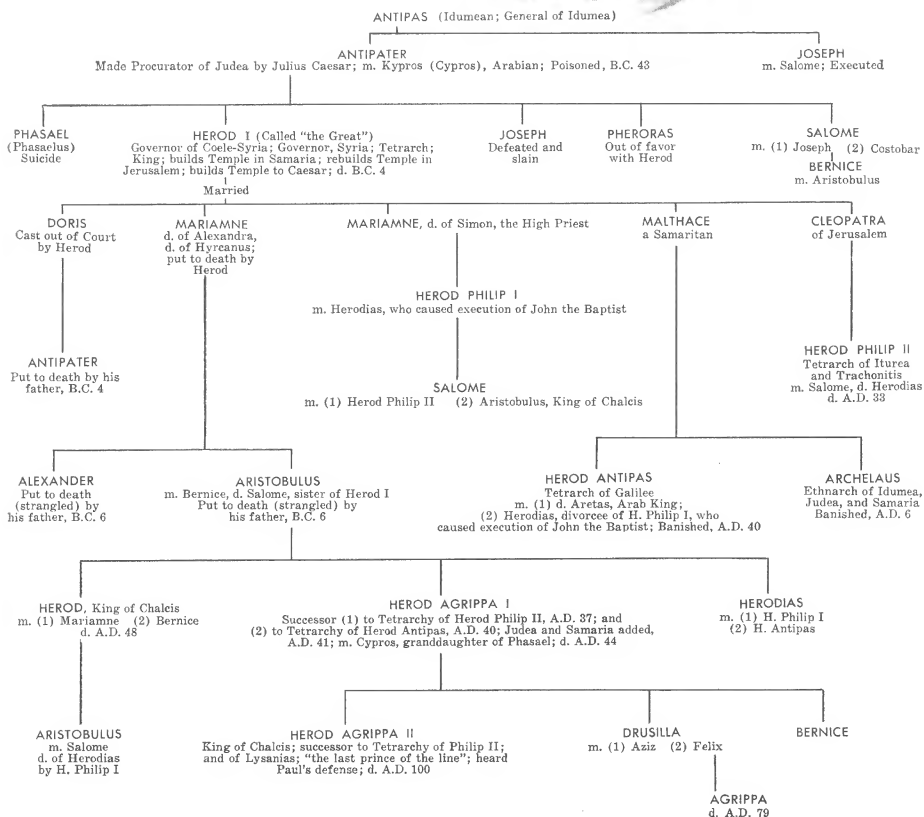 ANTIPAS (Idumean; General of Idumea)
ANTIPATER
Made Procurator of Judea by Julius Caesar; m. Kypros (Cypros), Arabian; Poisoned, B.C. 43
JOSEPH
m. Salome; Executed
PHASAEL
(Phasaelus)
Suicide
HEROD I (Called "the Great")
Governor of Coele-Syria; Governor, Syria; Tetrarch;
King; builds Temple in Samaria; rebuilds Temple in
Jerusalem; builds Temple to Caesar; d. B.C. 4
Married
JOSEPH
Defeated and
slain
PHERORAS
Out of favor
with Herod
SALOME
m. (1) Joseph (2) Costobar
BERNICE
m. Aristobulus
DORIS
Cast out of Court
by Herod
MARIAMNE
d. of Alexandra,
d. of Hyrcanus;
put to death by
Herod
MARIAMNE, d. of Simon, the High Priest
MALTHACE
a Samaritan
CLEOPATRA
of Jerusalem
HEROD PHILIP I
m. Herodias, who caused execution of John the Baptist
ANTIPATER
Put to death by his
father, B.C. 4
SALOME
m. (1) Herod Philip II (2) Aristobulus, King of Chalcis
HEROD PHILIP II
Tetrarch of Iturea
and Trachonitis
m. Salome, d. Herodias
d. A.D. 33
ALEXANDER
Put to death
(strangled) by
his father, B.C. 6
ARISTOBULUS
m. Bernice, d. Salome, sister of Herod I
Put to death (strangled) by
his father, B.C. 6
HEROD ANTIPAS
Tetrarch of Galilee
m. (1) d. Aretas, Arab King;
(2) Herodias, divorcee of H. Philip I, who
caused execution of John the Baptist; Banished, A.D. 40
ARCHELAUS
Ethnarch of Idumea,
Judea, and Samaria
Banished, A.D. 6
HEROD, King of Chalcis
m. (1) Mariamne (2) Bernice
d. A.D. 48
HEROD AGRIPPA I
Successor (1) to Tetrarchy of Herod Philip II, A.D. 37; and
(2) to Tetrarchy of Herod Antipas, A.D. 40; Judea and Samaria added,
A.D. 41; m. Cypros, granddaughter of Phasael; d. A.D. 44
HERODIAS
m. (1) H. Philip I
(2) H. Antipas
ARISTOBULUS
m. Salome
d. of Herodias
by H. Philip I
HEROD AGRIPPA II
King of Chalcis; successor to Tetrarchy of Philip II;
and of Lysanias; "the last prince of the line"; heard
Paul's defense; d. A.D. 100
DRUSILLA
m. (1) Aziz (2) Felix
BERNICE
AGRIPPA
d. A.D. 79